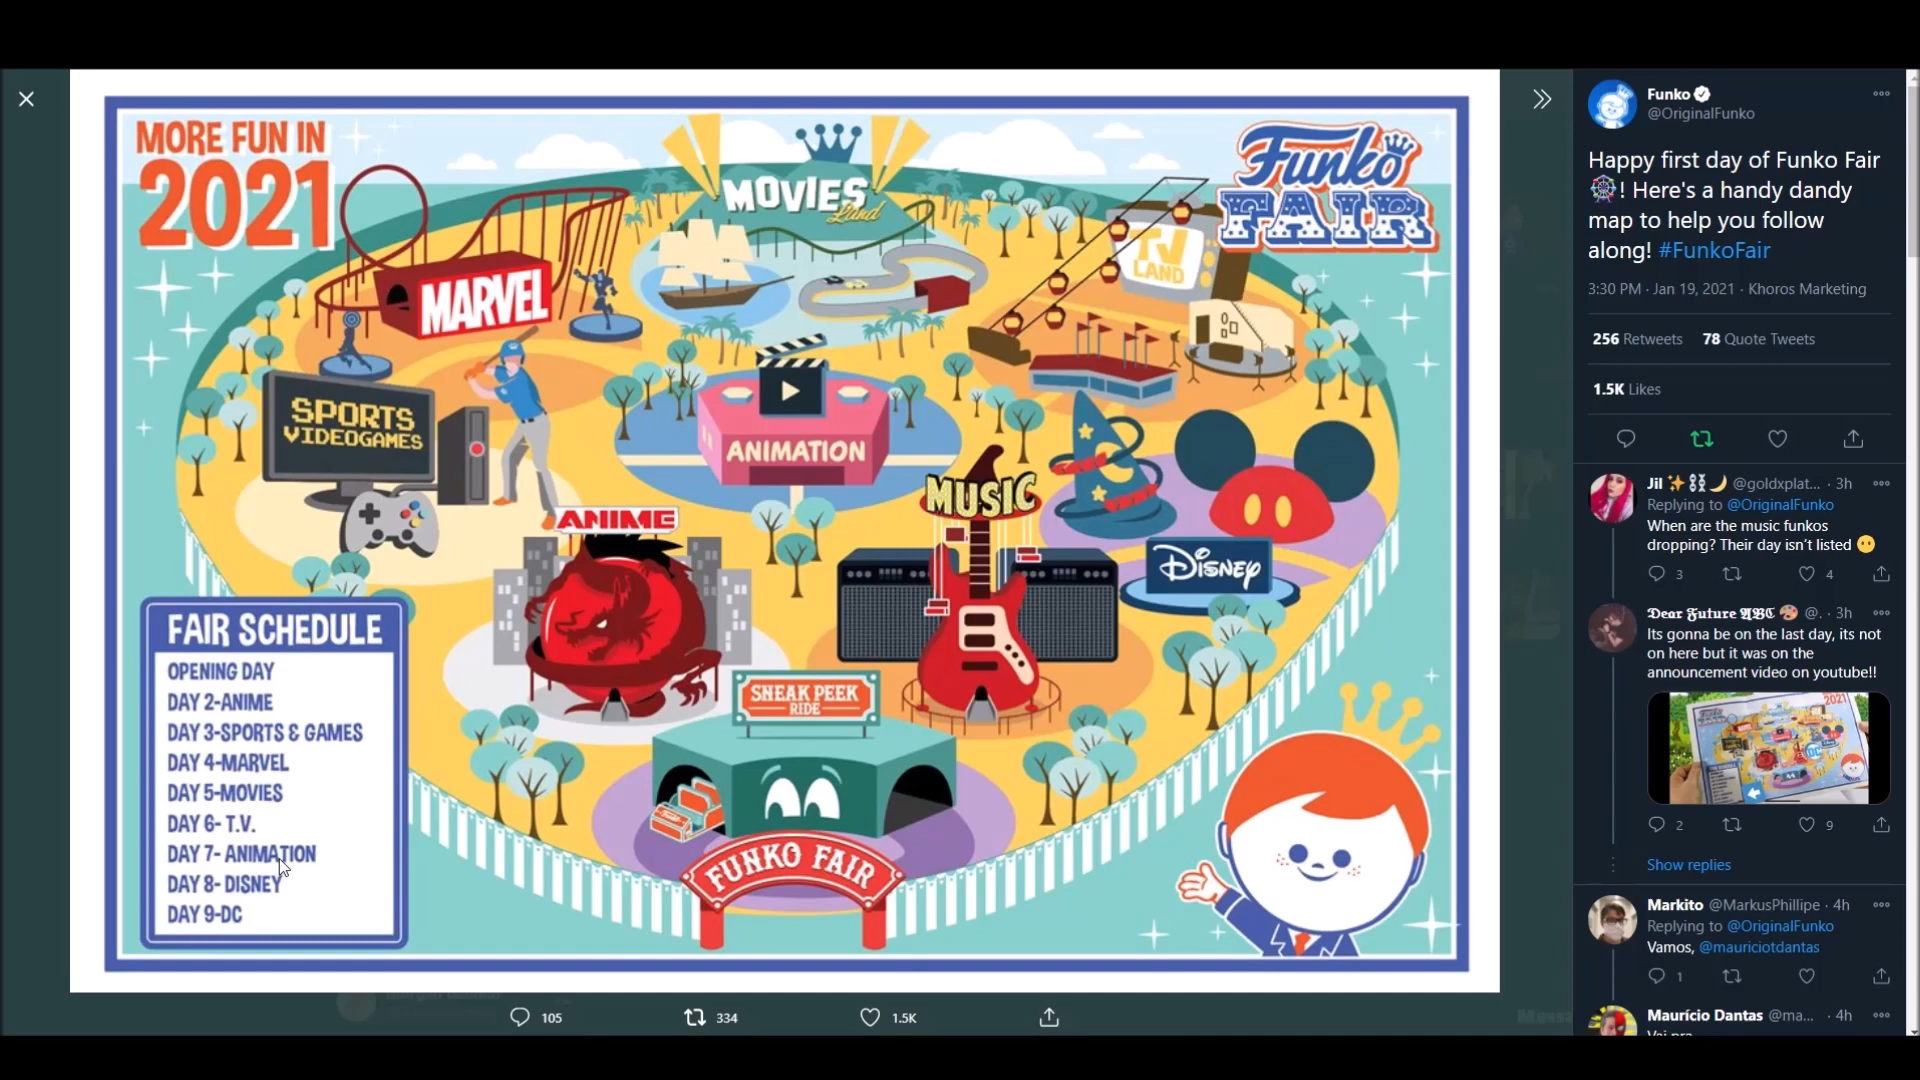 MORE FUN IN
2021
MOVIES
Land
Funko
FAIR
TV
LAND
MARVEL
SPORTS
VIDEOGAMES
ANIMATION
MUSIC
ANIME
DISNEY
FAIR SCHEDULE
OPENING DAY
DAY 2-ANIME
DAY 3-SPORTS & GAMES
DAY 4-MARVEL
DAY 5-MOVIES
DAY 6- T.V.
DAY 7- ANIMATION
DAY 8- DISNEY
DAY 9-DC
SNEAK PEEK
RIDE
FUNKO FAIR
105
334
1.5K
Funko
@OriginalFunko
Happy first day of Funko Fair
🎡! Here's a handy dandy
map to help you follow
along! #FunkoFair
3:30 PM · Jan 19, 2021 · Khoros Marketing
256 Retweets 78 Quote Tweets
1.5K Likes
Jil ✨⛓🌙 @goldxplat... · 3h
Replying to @OriginalFunko
When are the music funkos
dropping? Their day isn't listed 😶
3
4
𝕯𝖊𝖆𝖗 𝕱𝖚𝖙𝖚𝖗𝖊 @. · 3h
Its gonna be on the last day, its not
on here but it was on the
announcement video on youtube!!
2021
2
9
Show replies
Markito @MarkusPhillipe · 4h
Replying to @OriginalFunko
Vamos, @mauriciotdantas
1
Maurício Dantas @ma... · 4h